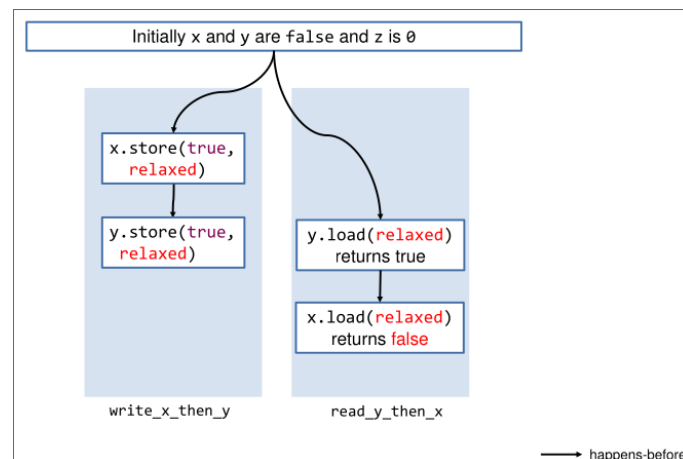 Initially x and y are false and z is 0
x.store(true,
relaxed)
y.store(true,
relaxed)
y.load(relaxed)
returns true
x.load(relaxed)
returns false
write_x_then_y
read_y_then_x
happens-before